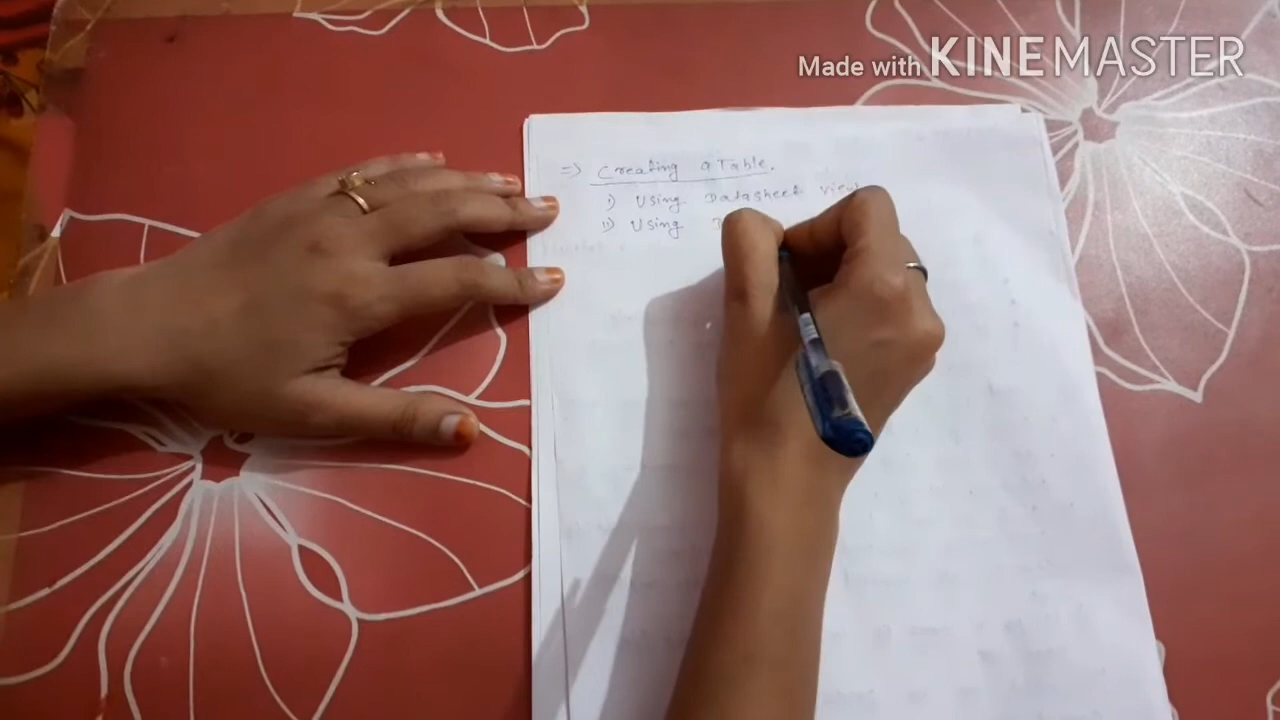 Made with KINEMASTER
=> Creating a Table.
i) Using Datasheet View
ii) Using